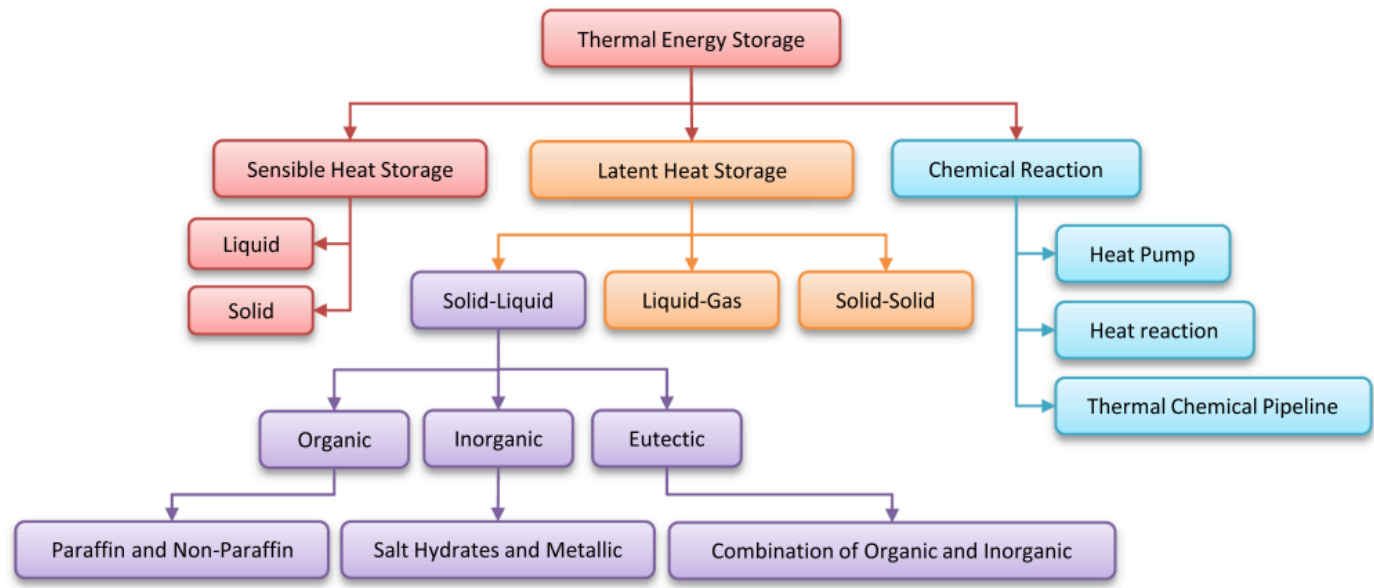 Thermal Energy Storage
Sensible Heat Storage
Latent Heat Storage
Chemical Reaction
Liquid
Solid
Solid-Liquid
Liquid-Gas
Solid-Solid
Heat Pump
Heat reaction
Thermal Chemical Pipeline
Organic
Inorganic
Eutectic
Paraffin and Non-Paraffin
Salt Hydrates and Metallic
Combination of Organic and Inorganic